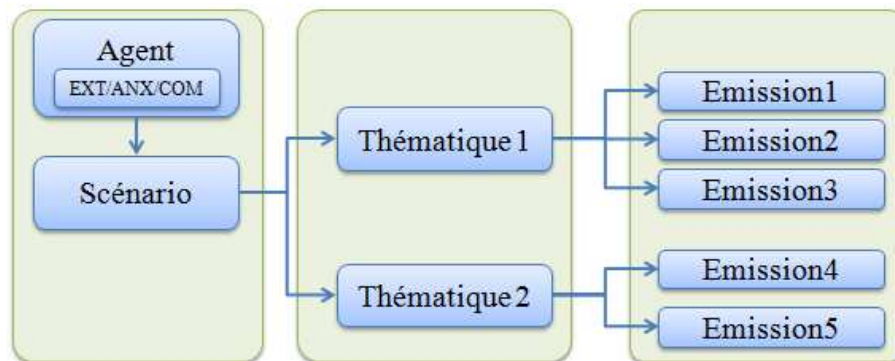 Agent
EXT/ANX/COM
Scénario
Thématique 1
Thématique 2
Emission1
Emission2
Emission3
Emission4
Emission5